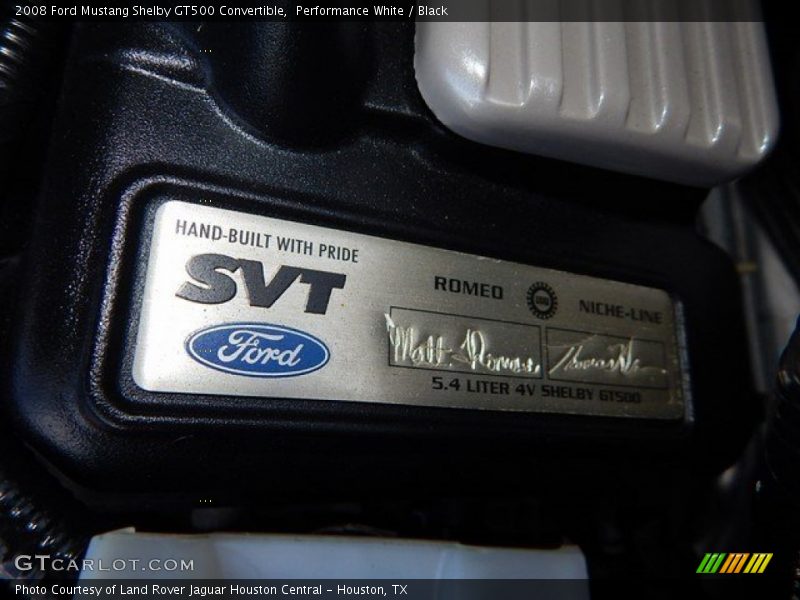 2008 Ford Mustang Shelby GT500 Convertible,  Performance White / Black
HAND-BUILT WITH PRIDE
SVT
ROMEO
NICHE-LINE
Ford
Matt
5.4 LITER 4V SHELBY GT500
GTCARLOT.COM
Photo Courtesy of Land Rover Jaguar Houston Central - Houston, TX